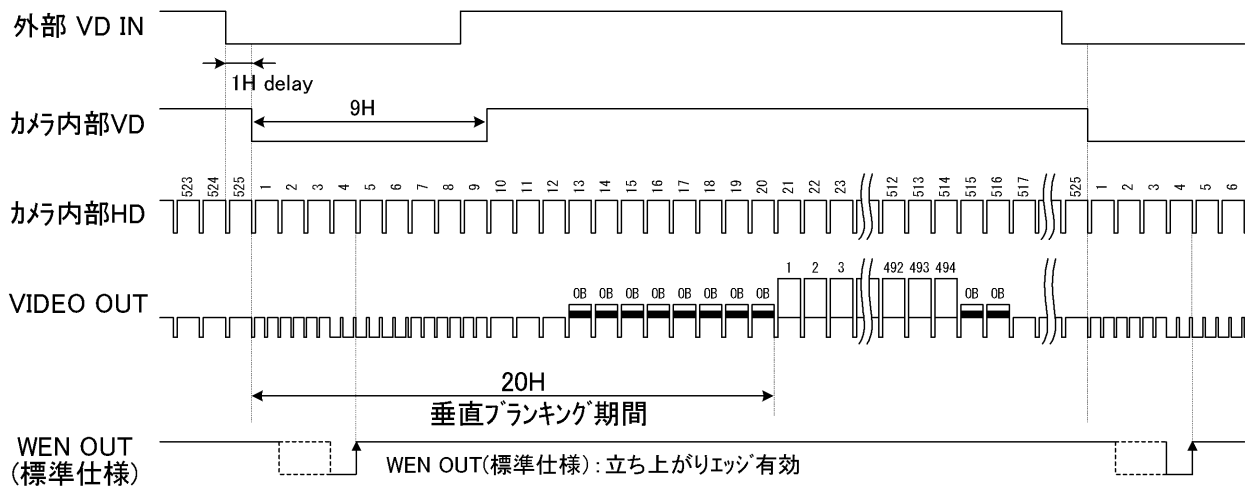 外部 VD IN
1H delay
カメラ内部VD
9H
523 524 525 1 2 3 4 5 6 7 8 9 10 11 12 13 14 15 16 17 18 19 20 21 22 23 512 513 514 515 516 517 525 1 2 3 4 5 6
カメラ内部HD
1 2 3 492 493 494
OB OB OB OB OB OB OB OB OB OB
VIDEO OUT
20H
垂直ブランキング期間
WEN OUT
(標準仕様)
WEN OUT(標準仕様):立ち上がりエッジ有効